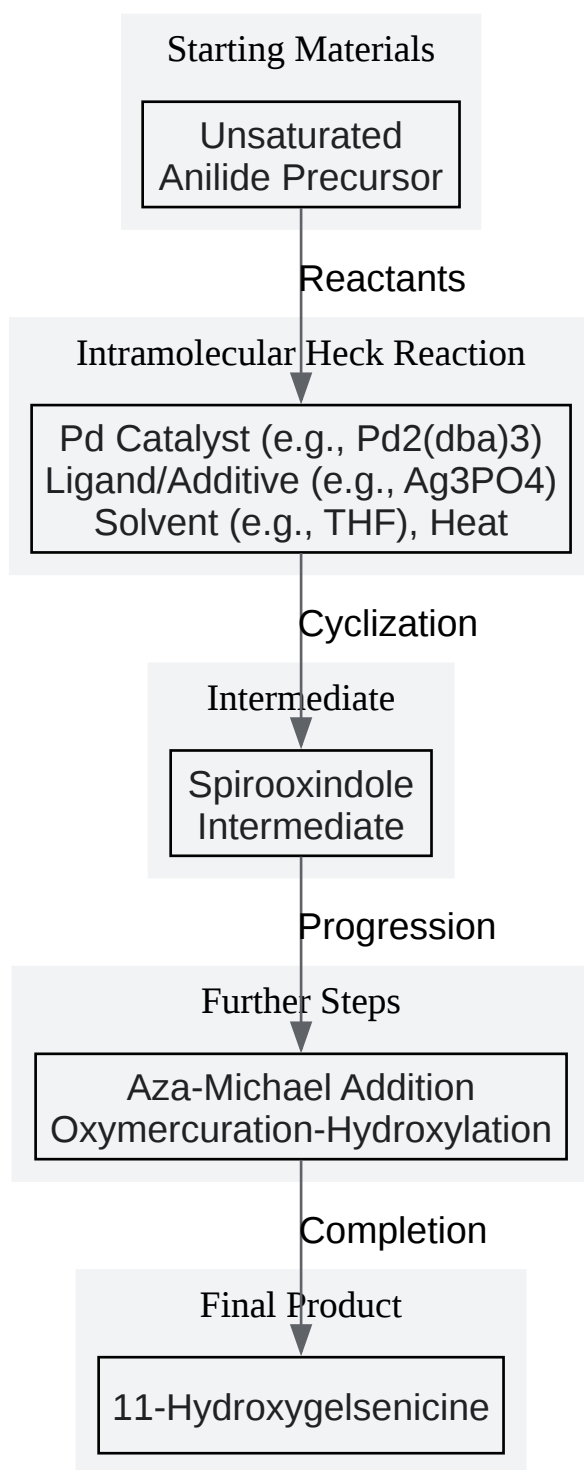 Starting Materials
Unsaturated
Anilide Precursor
Reactants
Intramolecular Heck Reaction
Pd Catalyst (e.g., Pd2(dba)3)
Ligand/Additive (e.g., Ag3PO4)
Solvent (e.g., THF), Heat
Cyclization
Intermediate
Spirooxindole
Intermediate
Progression
Further Steps
Aza-Michael Addition
Oxymercuration-Hydroxylation
Completion
Final Product
11-Hydroxygelsenicine